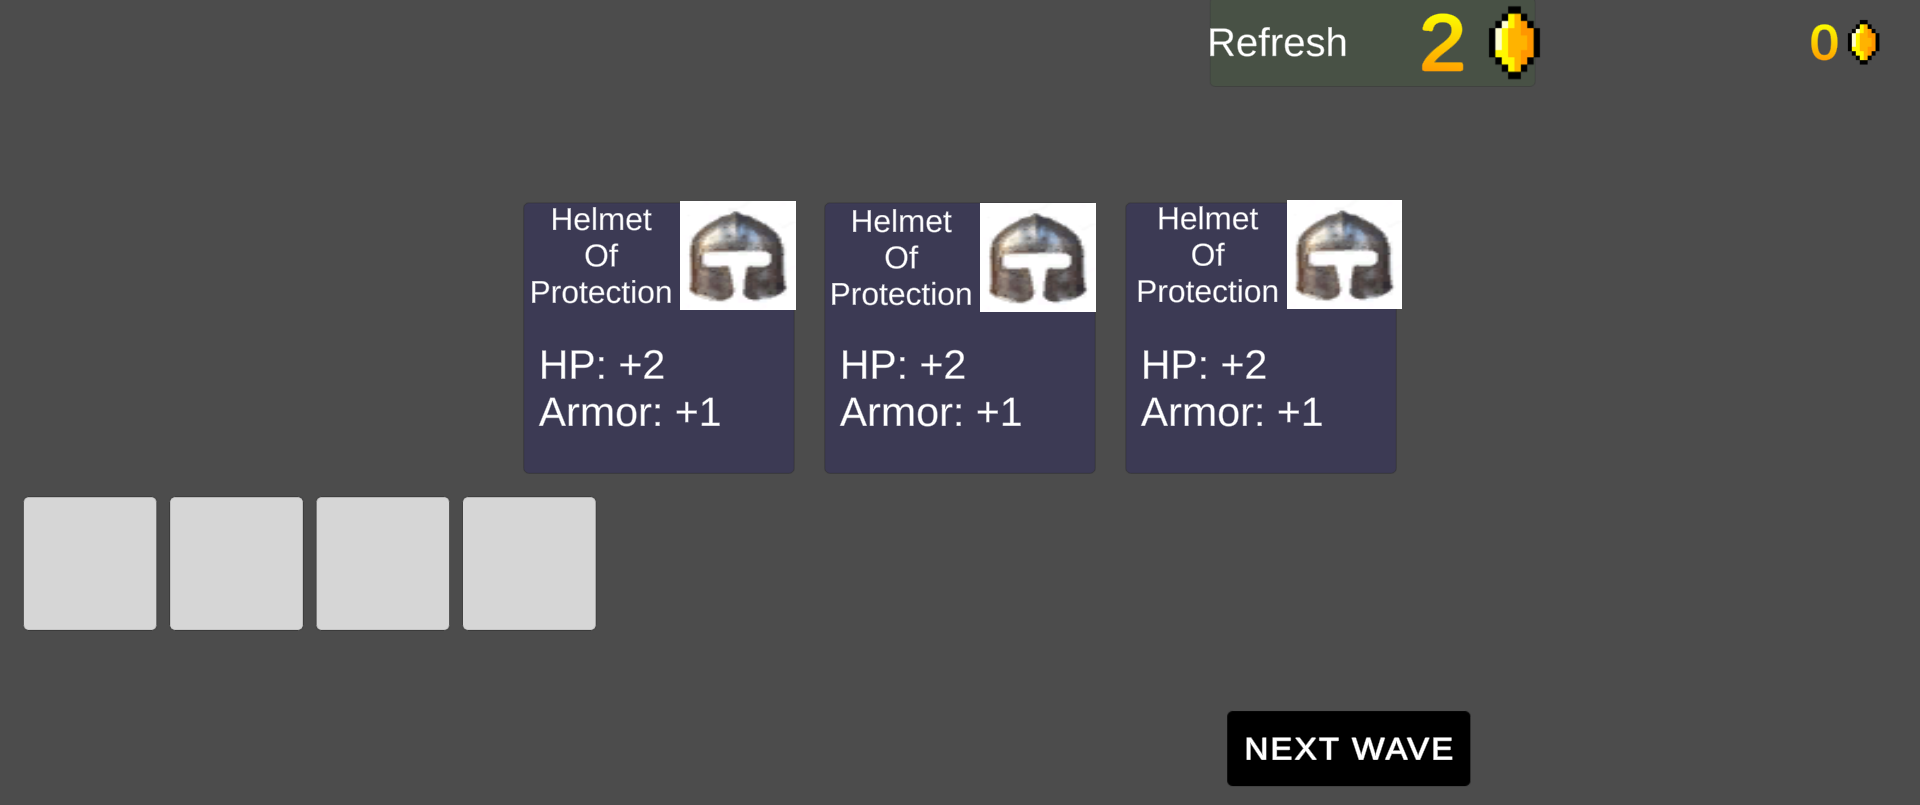 Refresh 2
0
Helmet
Of
Protection
HP: +2
Armor: +1
Helmet
Of
Protection
HP: +2
Armor: +1
Helmet
Of
Protection
HP: +2
Armor: +1
NEXT WAVE